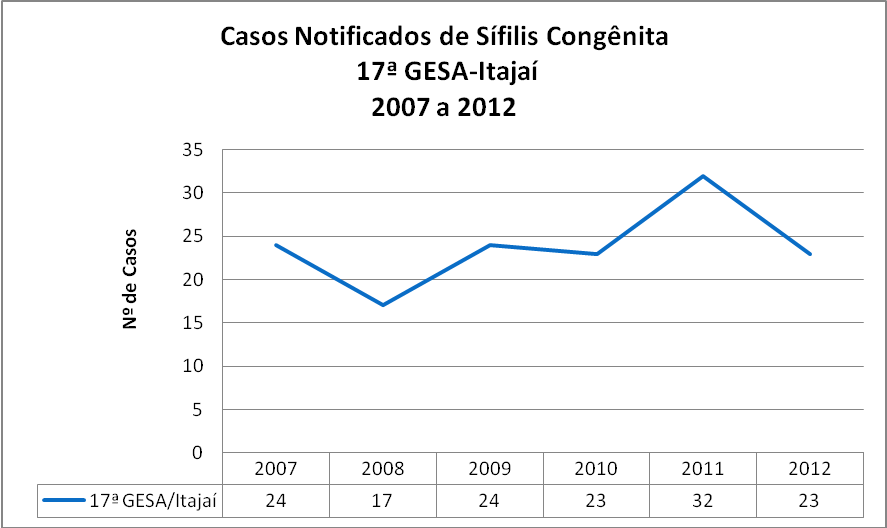 Casos Notificados de Sífilis Congênita
17ª GESA-Itajaí
2007 a 2012
35
30
25
20
15
10
5
0
Nº de Casos
2007 2008 2009 2010 2011 2012
17ª GESA/Itajaí 24 17 24 23 32 23